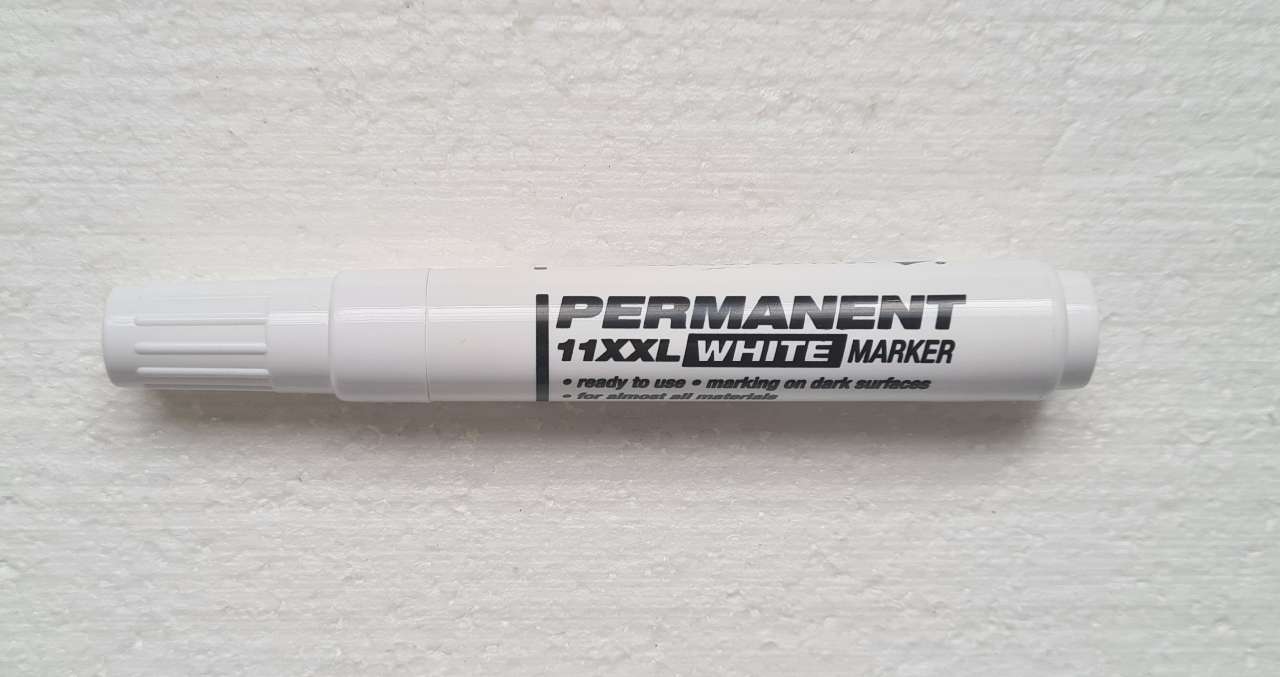 PERMANENT
11XXL WHITE MARKER
• ready to use • marking on dark surfaces
• for almost all materials